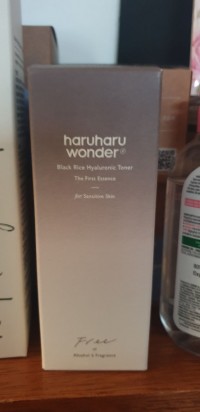 haruharu
wonder
Black Rice Hyaluronic Toner
The First Essence
for Sensitive Skin
Free
Alcohol & Fragrance